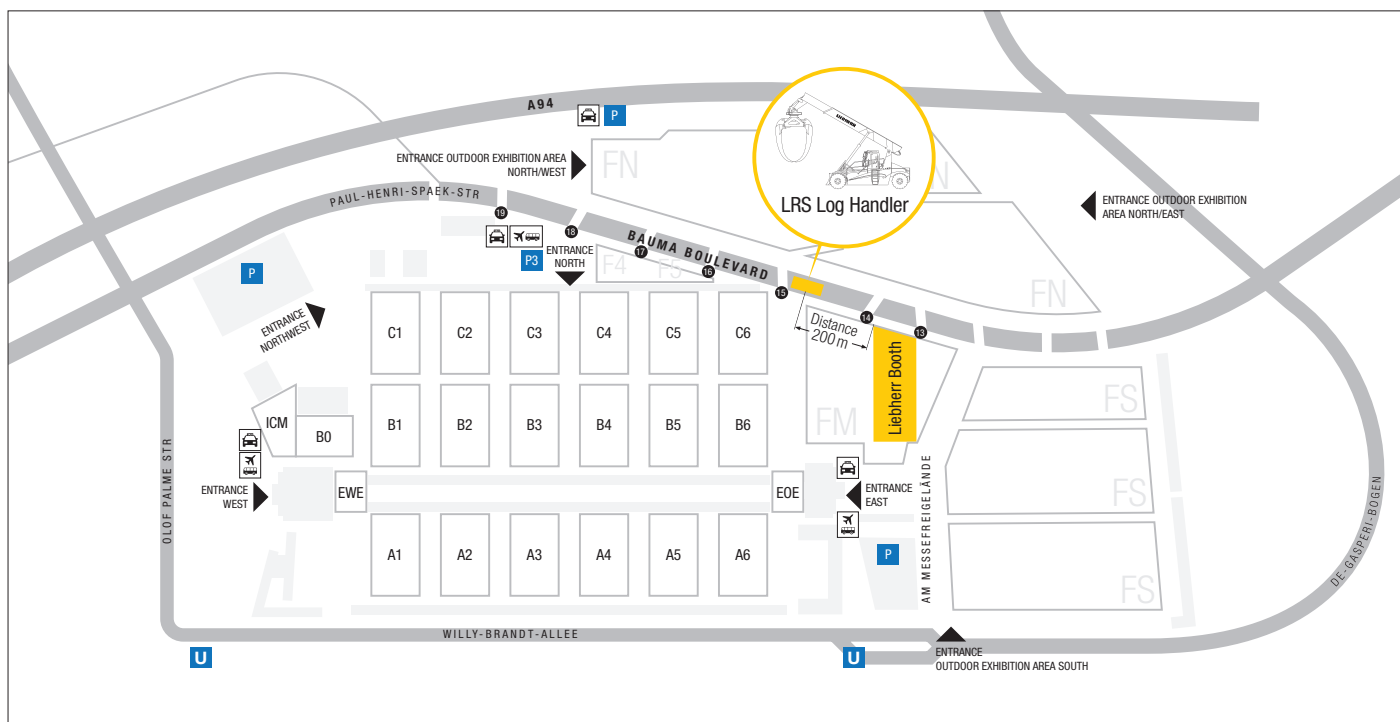 A94
P
ENTRANCE OUTDOOR EXHIBITION AREA
NORTH/WEST
FN
N
LIEBHERR
LRS Log Handler
ENTRANCE OUTDOOR EXHIBITION
AREA NORTH/EAST
PAUL-HENRI-SPAEK-STR
19
18
P3
ENTRANCE
NORTH
BAUMA BOULEVARD
17
16
15
14
13
F4
F5
FN
P
ENTRANCE
NORTHWEST
Distance
200 m
C1
C2
C3
C4
C5
C6
Liebherr Booth
FM
FS
ICM
B0
B1
B2
B3
B4
B5
B6
OLOF PALME STR
ENTRANCE
WEST
EWE
EOE
ENTRANCE
EAST
FS
A1
A2
A3
A4
A5
A6
P
AM MESSEFREIGELÄNDE
FS
DE-GASPERI-BOGEN
WILLY-BRANDT-ALLEE
U
U
ENTRANCE
OUTDOOR EXHIBITION AREA SOUTH